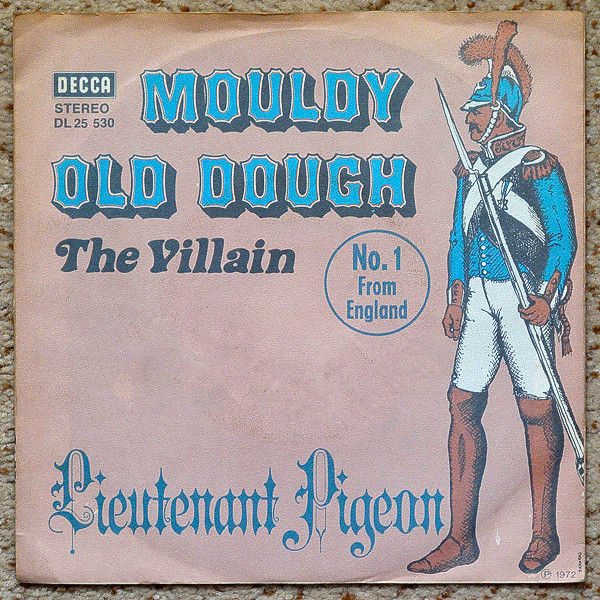 DECCA
STEREO
DL 25 530
MOULDY
OLD DOUGH
The Villain
No. 1
From
England
Lieutenant Pigeon
Ⓟ 1972